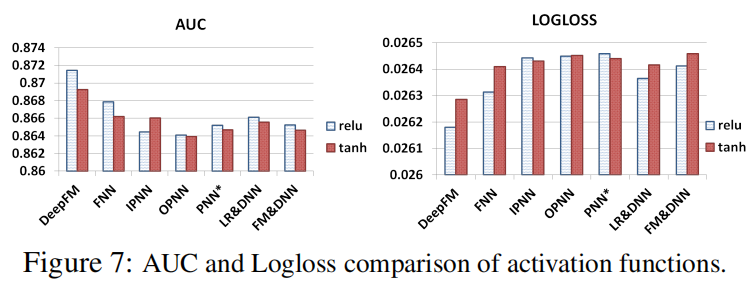 AUC
0.874
0.872
0.87
0.868
0.866
0.864
0.862
0.86
DeepFM
FNN
IPNN
OPNN
PNN*
LR&DNN
FM&DNN
relu
tanh
LOGLOSS
0.0265
0.0264
0.0263
0.0262
0.0261
0.026
DeepFM
FNN
IPNN
OPNN
PNN*
LR&DNN
FM&DNN
relu
tanh
Figure 7: AUC and Logloss comparison of activation functions.